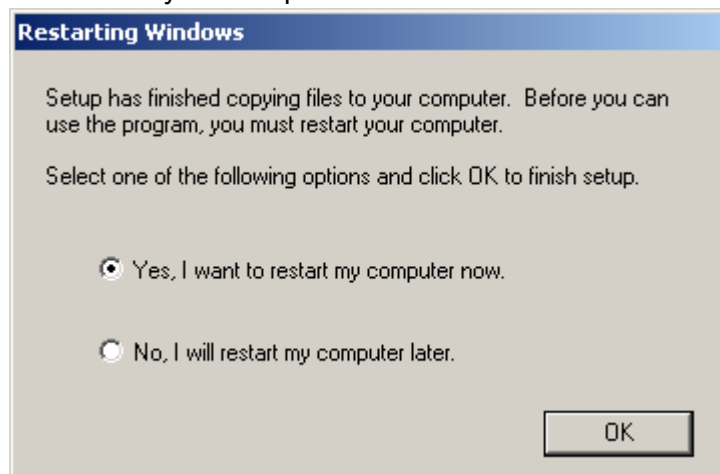 Restarting Windows
Setup has finished copying files to your computer.  Before you can
use the program, you must restart your computer.
Select one of the following options and click OK to finish setup.
Yes, I want to restart my computer now.
No, I will restart my computer later.
OK